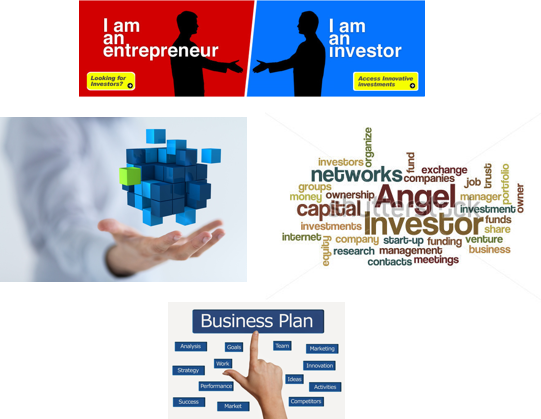 I am
an
entrepreneur
Looking for
Investors?
I am
an
investor
Access innovative
investments
organize
investors
fund
networks
exchange
companies
trust
portfolio
job
groups
money
ownership
Angel
manager
owner
capital
investment
shutterstock
Investor
funds
investments
share
internet
equity
company
start-up
funding
venture
research
management
business
contacts
meetings
Business Plan
Analysis
Goals
Team
Marketing
Work
Innovation
Strategy
Ideas
Performance
Activities
Success
Market
Competitors